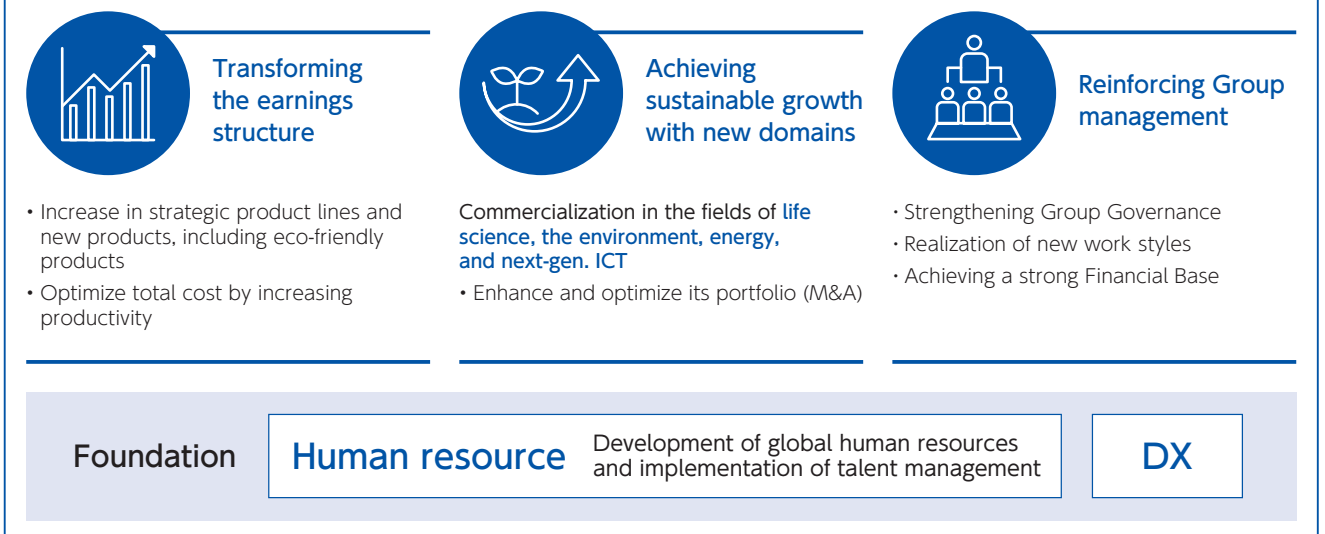 Transforming
the earnings
structure
• Increase in strategic product lines and
new products, including eco-friendly
products
• Optimize total cost by increasing
productivity
Achieving
sustainable growth
with new domains
Commercialization in the fields of life
science, the environment, energy,
and next-gen. ICT
• Enhance and optimize its portfolio (M&A)
Reinforcing Group
management
・Strengthening Group Governance
・Realization of new work styles
・Achieving a strong Financial Base
Foundation
Human resource
Development of global human resources
and implementation of talent management
DX